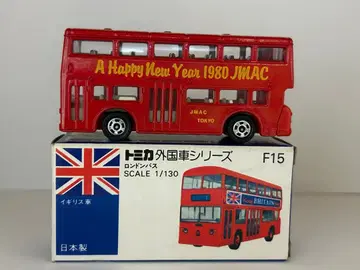 A Happy New Year 1980 JMAC
JMAC
TOKYO
トミカ外国車シリーズ F15
ロンドンバス
SCALE 1/130
イギリス車
日本製